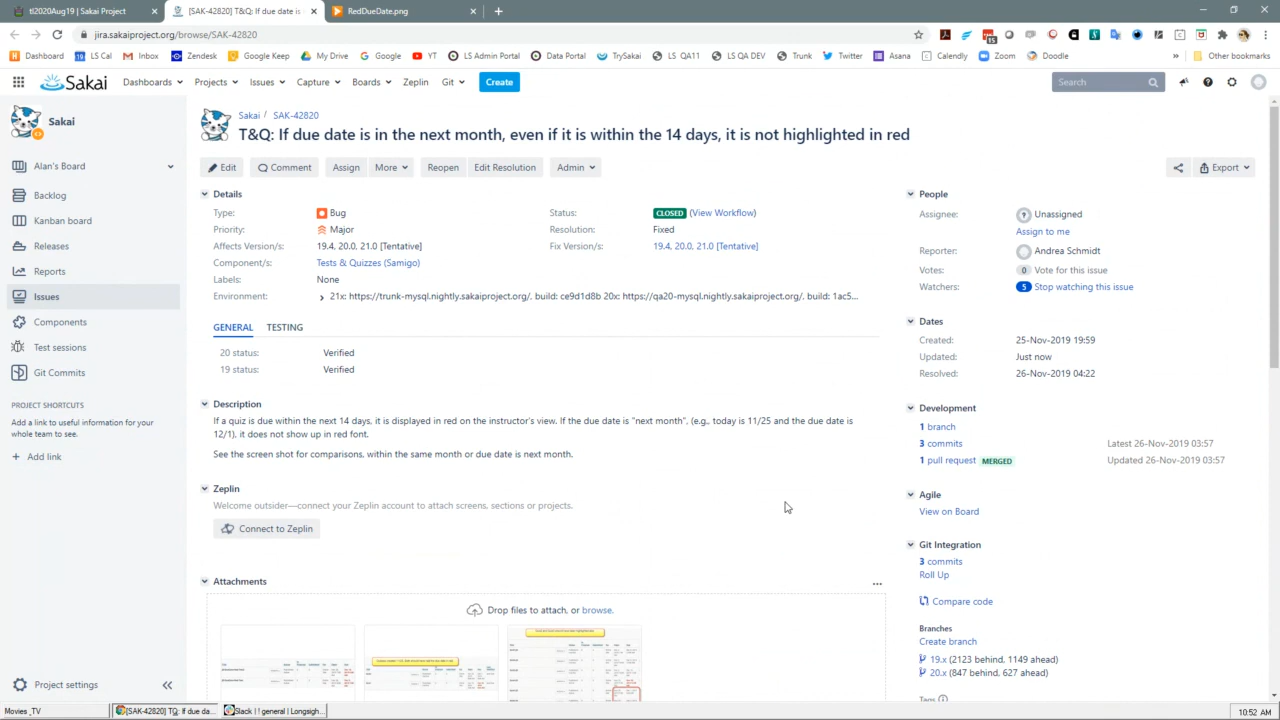 tl2020Aug19 | Sakai Project
[SAK-42820] T&Q: If due date is
RedDueDate.png
jira.sakaiproject.org/browse/SAK-42820
15
Dashboard LS Cal Inbox Zendesk Google Keep My Drive Google YT LS Admin Portal Data Portal TrySakai LS QA11 LS QA DEV Trunk Twitter Asana Calendly Zoom Doodle » Other bookmarks
Sakai Dashboards Projects Issues Capture Boards Zeplin Git Create Search
Sakai
Alan's Board
Backlog
Kanban board
Releases
Reports
Issues
Components
Test sessions
Git Commits
PROJECT SHORTCUTS
Add a link to useful information for your
whole team to see.
+ Add link
Project settings
Sakai / SAK-42820
T&Q: If due date is in the next month, even if it is within the 14 days, it is not highlighted in red
Edit Comment Assign More Reopen Edit Resolution Admin Export
Details
Type: Bug
Status: CLOSED (View Workflow)
Priority: Major
Resolution: Fixed
Affects Version/s: 19.4, 20.0, 21.0 [Tentative]
Fix Version/s: 19.4, 20.0, 21.0 [Tentative]
Component/s: Tests & Quizzes (Samigo)
Labels: None
Environment: 21x: https://trunk-mysql.nightly.sakaiproject.org/. build: ce9d1d8b 20x: https://qa20-mysql.nightly.sakaiproject.org/. build: 1ac5...
GENERAL TESTING
20 status: Verified
19 status: Verified
Description
If a quiz is due within the next 14 days, it is displayed in red on the instructor's view. If the due date is "next month", (e.g., today is 11/25 and the due date is
12/1), it does not show up in red font.
See the screen shot for comparisons, within the same month or due date is next month.
Zeplin
Welcome outsider—connect your Zeplin account to attach screens, sections or projects.
Connect to Zeplin
Attachments
...
Drop files to attach, or browse.
People
Assignee: Unassigned
Assign to me
Reporter: Andrea Schmidt
Votes: 0 Vote for this issue
Watchers: 5 Stop watching this issue
Dates
Created: 25-Nov-2019 19:59
Updated: Just now
Resolved: 26-Nov-2019 04:22
Development
1 branch
3 commits Latest 26-Nov-2019 03:57
1 pull request MERGED Updated 26-Nov-2019 03:57
Agile
View on Board
Git Integration
3 commits
Roll Up
Compare code
Branches
Create branch
19.x (2123 behind, 1149 ahead)
20.x (847 behind, 627 ahead)
Tags
Movies _TV
[SAK-42820] TQ: If due da...
Slack | ! general | Longsigh...
10:52 AM